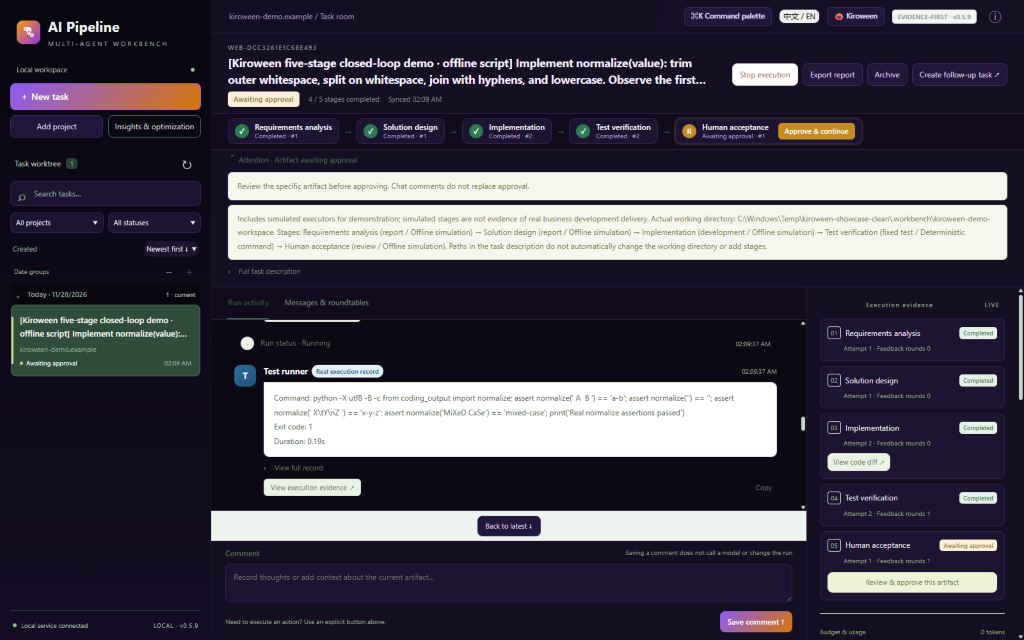 AI Pipeline
MULTI-AGENT WORKBENCH
Local workspace
+ New task
Add project
Insights & optimization
Task worktree 1
Search tasks...
All projects
All statuses
Created
Newest first ↓
Date groups
Today · 11/28/2026
1 · current
[Kiroween five-stage closed-loop demo ·
offline script] Implement normalize(value):...
kiroween-demo.example
Awaiting approval
02:09 AM
Local service connected
LOCAL · v0.5.9
kiroween-demo.example / Task room
⌘K Command palette
中文 / EN
Kiroween
EVIDENCE-FIRST · v0.5.9
WEB-DCC3261E1C68E493
[Kiroween five-stage closed-loop demo · offline script] Implement normalize(value): trim
outer whitespace, split on whitespace, join with hyphens, and lowercase. Observe the first...
Awaiting approval
4 / 5 stages completed
Synced 02:09 AM
Stop execution
Export report
Archive
Create follow-up task ↗
Requirements analysis
Completed · #1
→
Solution design
Completed · #1
→
Implementation
Completed · #2
→
Test verification
Completed · #2
→
R
Human acceptance
Awaiting approval · #1
Approve & continue
Attention · Artifact awaiting approval
Review the specific artifact before approving. Chat comments do not replace approval.
Includes simulated executors for demonstration; simulated stages are not evidence of real business development delivery. Actual working directory: C:\Windows\Temp\kiroween-showcase-clean\.workbench\kiroween-demo-
workspace. Stages: Requirements analysis (report / Offline simulation) → Solution design (report / Offline simulation) → Implementation (development / Offline simulation) → Test verification (fixed test / Deterministic
command) → Human acceptance (review / Offline simulation). Paths in the task description do not automatically change the working directory or add stages.
› Full task description
Run activity
Messages & roundtables
Run status · Running
02:09:37 AM
T
Test runner
Real execution record
02:09:37 AM
Command: python -X utf8 -B -c from coding_output import normalize; assert normalize(' A  B ') == 'a-b'; assert normalize('') == ''; assert
normalize(' X\tY\nZ ') == 'x-y-z'; assert normalize('MiXeD CaSe') == 'mixed-case'; print('Real normalize assertions passed')
Exit code: 1
Duration: 0.19s
› View full record
View execution evidence ↗
Copy
Back to latest ↓
Comment
Saving a comment does not call a model or change the run
Record thoughts or add context about the current artifact...
Need to execute an action? Use an explicit button above.
Save comment ↑
Execution evidence
LIVE
01 Requirements analysis
Completed
Attempt 1 · Feedback rounds 0
02 Solution design
Completed
Attempt 1 · Feedback rounds 0
03 Implementation
Completed
Attempt 2 · Feedback rounds 0
View code diff ↗
04 Test verification
Completed
Attempt 2 · Feedback rounds 1
05 Human acceptance
Awaiting approval
Attempt 1 · Feedback rounds 1
Review & approve this artifact
Budget & usage
0 tokens